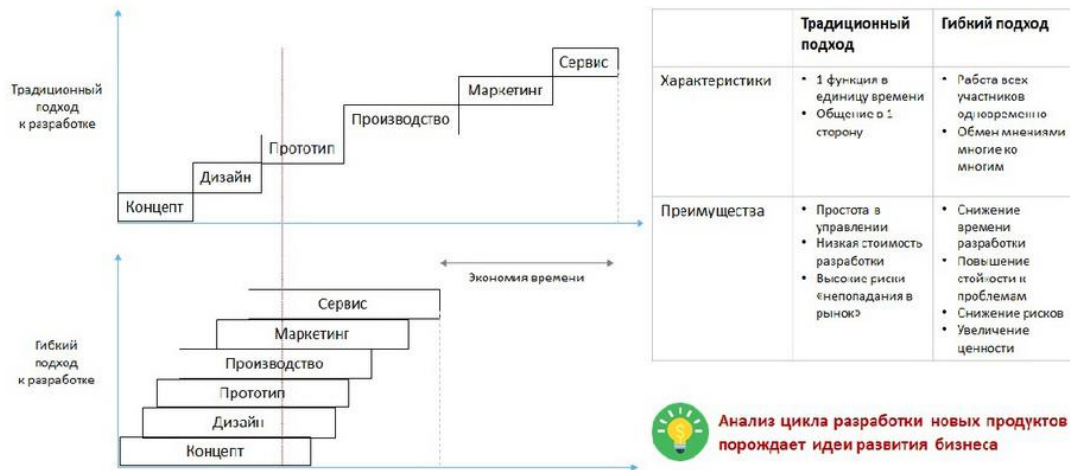 Традиционный
подход
к разработке
Сервис
Маркетинг
Производство
Прототип
Дизайн
Концепт
Экономия времени
Гибкий
подход
к разработке
Сервис
Маркетинг
Производство
Прототип
Дизайн
Концепт
Традиционный
подход
Гибкий подход
Характеристики
• 1 функция в
единицу времени
• Общение в 1
сторону
• Работа всех
участников
одновременно
• Обмен мнениями
многие ко
многим
Преимущества
• Простота в
управлении
• Низкая стоимость
разработки
• Высокие риски
«непопадания в
рынок»
• Снижение
времени
разработки
• Повышение
стойкости к
проблемам
• Снижение рисков
• Увеличение
ценности
Анализ цикла разработки новых продуктов
порождает идеи развития бизнеса